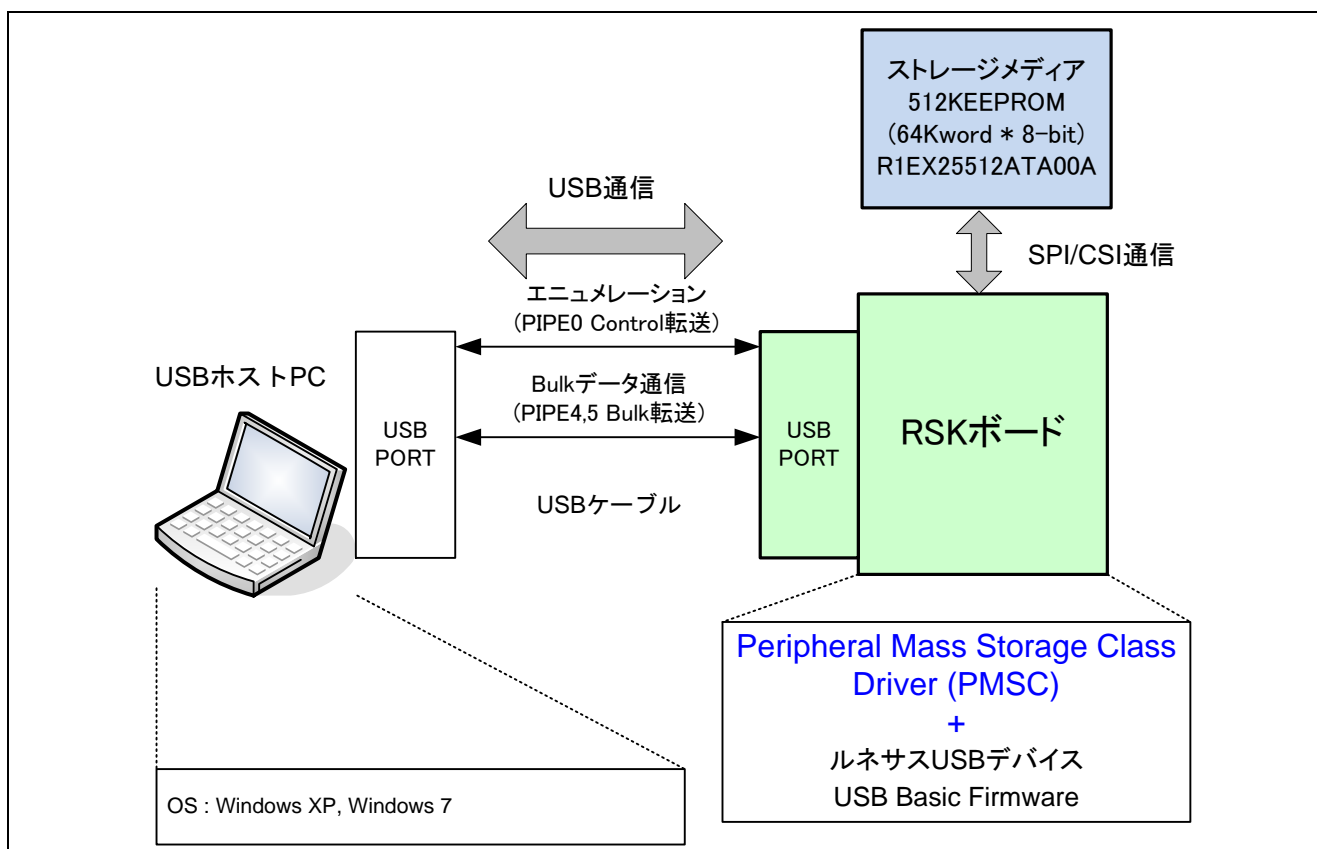 ストレージメディア
512KEEPROM
(64Kword * 8-bit)
R1EX25512ATA00A
USB通信
SPI/CSI通信
エニュメレーション
(PIPE0 Control転送)
USBホストPC
Bulkデータ通信
(PIPE4,5 Bulk転送)
USB
PORT
USB
PORT
RSKボード
USBケーブル
Peripheral Mass Storage Class
Driver (PMSC)
+
ルネサスUSBデバイス
USB Basic Firmware
OS : Windows XP, Windows 7